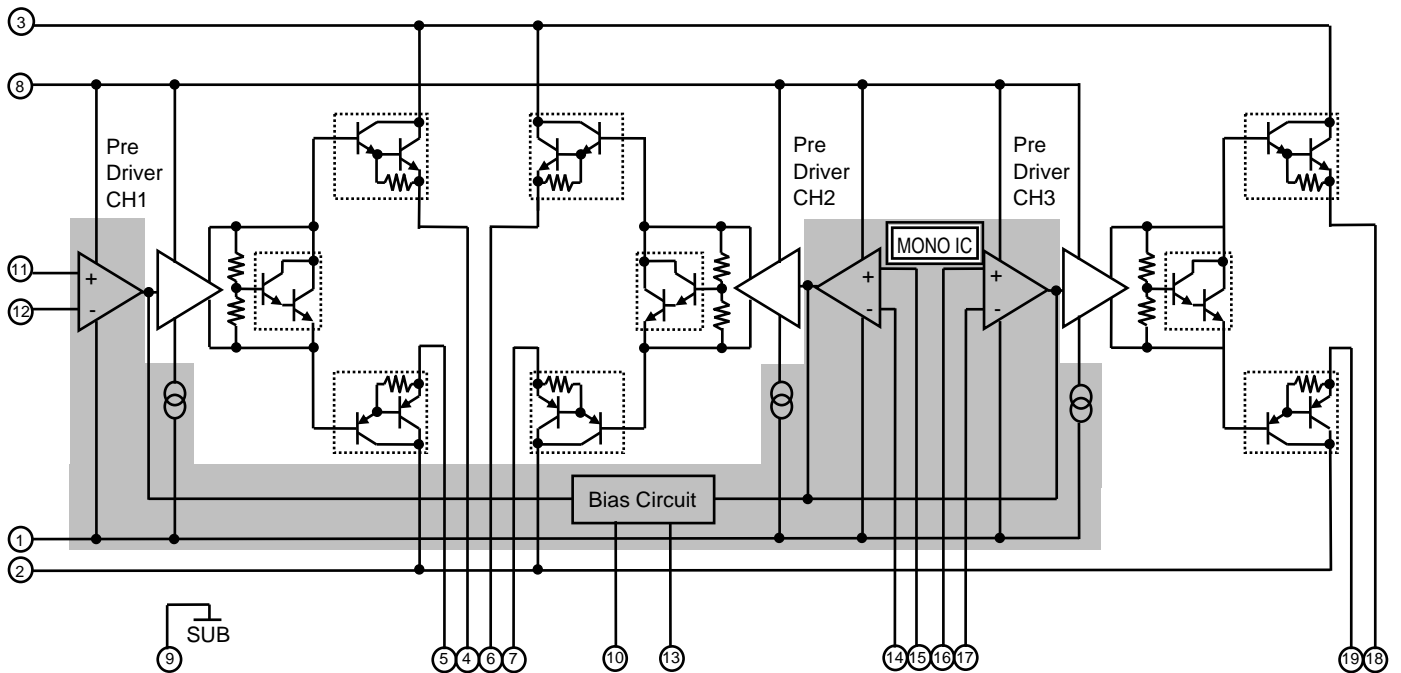 3
8
Pre
Driver
CH1
Pre
Driver
CH2
Pre
Driver
CH3
MONO IC
11
+
12
-
+
-
+
-
Bias Circuit
1
2
SUB
9
5 4 6 7 10 13 14 15 16 17 19 18